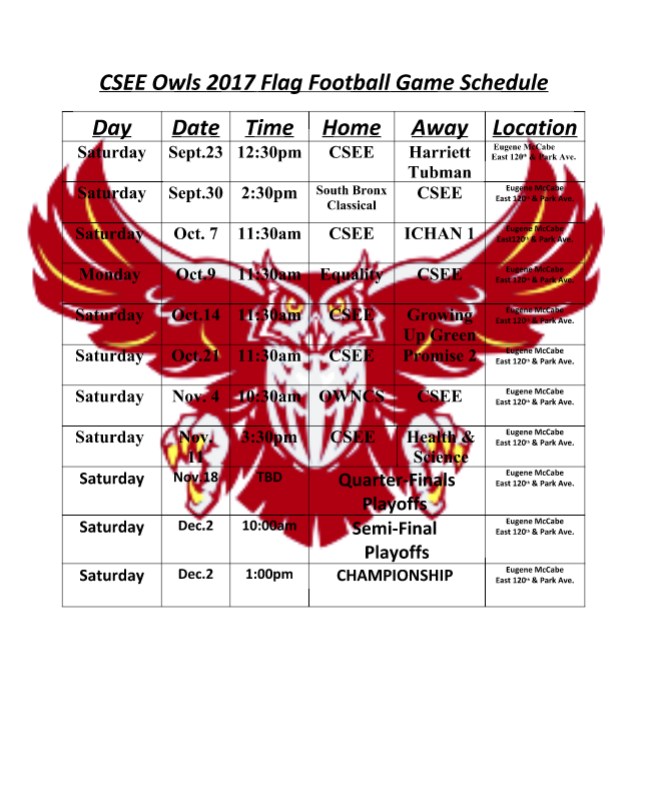 CSEE Owls 2017 Flag Football Game Schedule
Day Date Time Home Away Location
Saturday Sept.23 12:30pm CSEE Harriett Tubman Eugene McCabe East 120th & Park Ave.
Saturday Sept.30 2:30pm South Bronx Classical CSEE Eugene McCabe East 120th & Park Ave.
Saturday Oct. 7 11:30am CSEE ICHAN 1 Eugene McCabe East120th & Park Ave.
Monday Oct.9 11:30am Equality CSEE Eugene McCabe East 120th & Park Ave.
Saturday Oct.14 11:30am CSEE Growing Up Green Eugene McCabe East 120th & Park Ave.
Saturday Oct.21 11:30am CSEE Promise 2 Eugene McCabe East 120th & Park Ave.
Saturday Nov. 4 10:30am OWNCS CSEE Eugene McCabe East 120th & Park Ave.
Saturday Nov. 11 3:30pm CSEE Health & Science Eugene McCabe East 120th & Park Ave.
Saturday Nov.18 TBD Quarter-Finals Playoffs Eugene McCabe East 120th & Park Ave.
Saturday Dec.2 10:00am Semi-Final Playoffs Eugene McCabe East 120th & Park Ave.
Saturday Dec.2 1:00pm CHAMPIONSHIP Eugene McCabe East 120th & Park Ave.